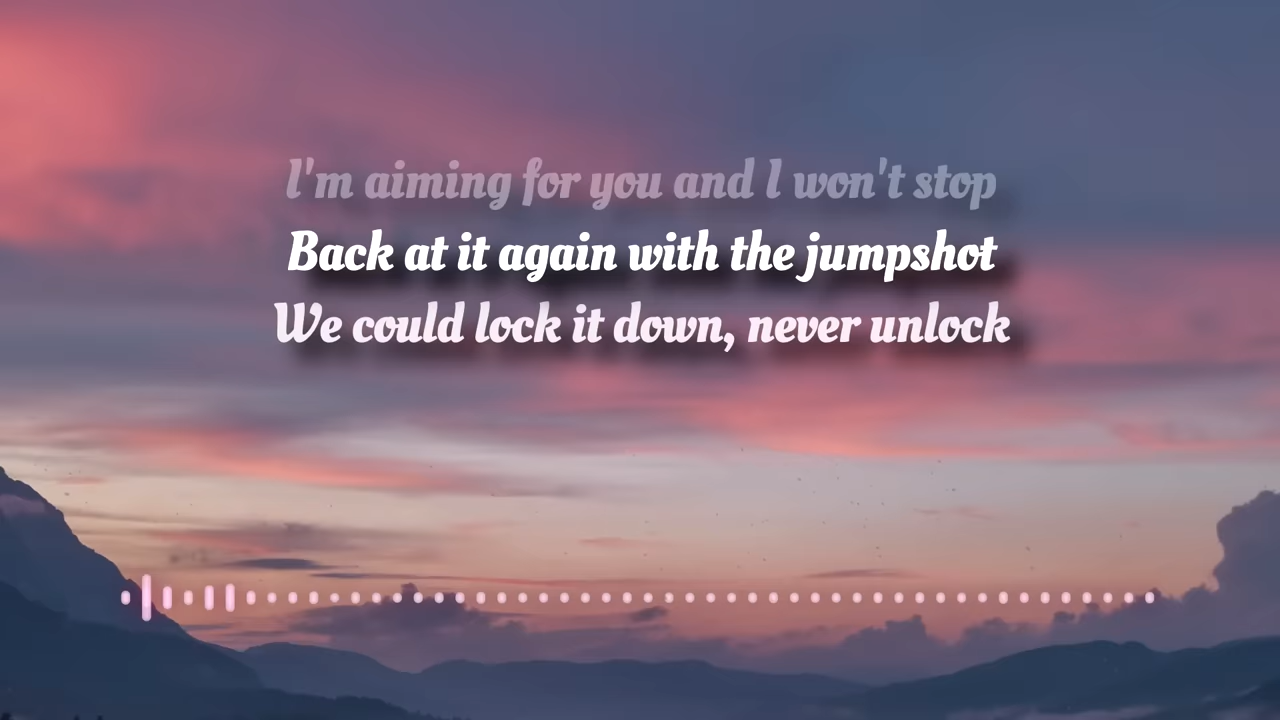 I'm aiming for you and I won't stop
Back at it again with the jumpshot
We could lock it down, never unlock